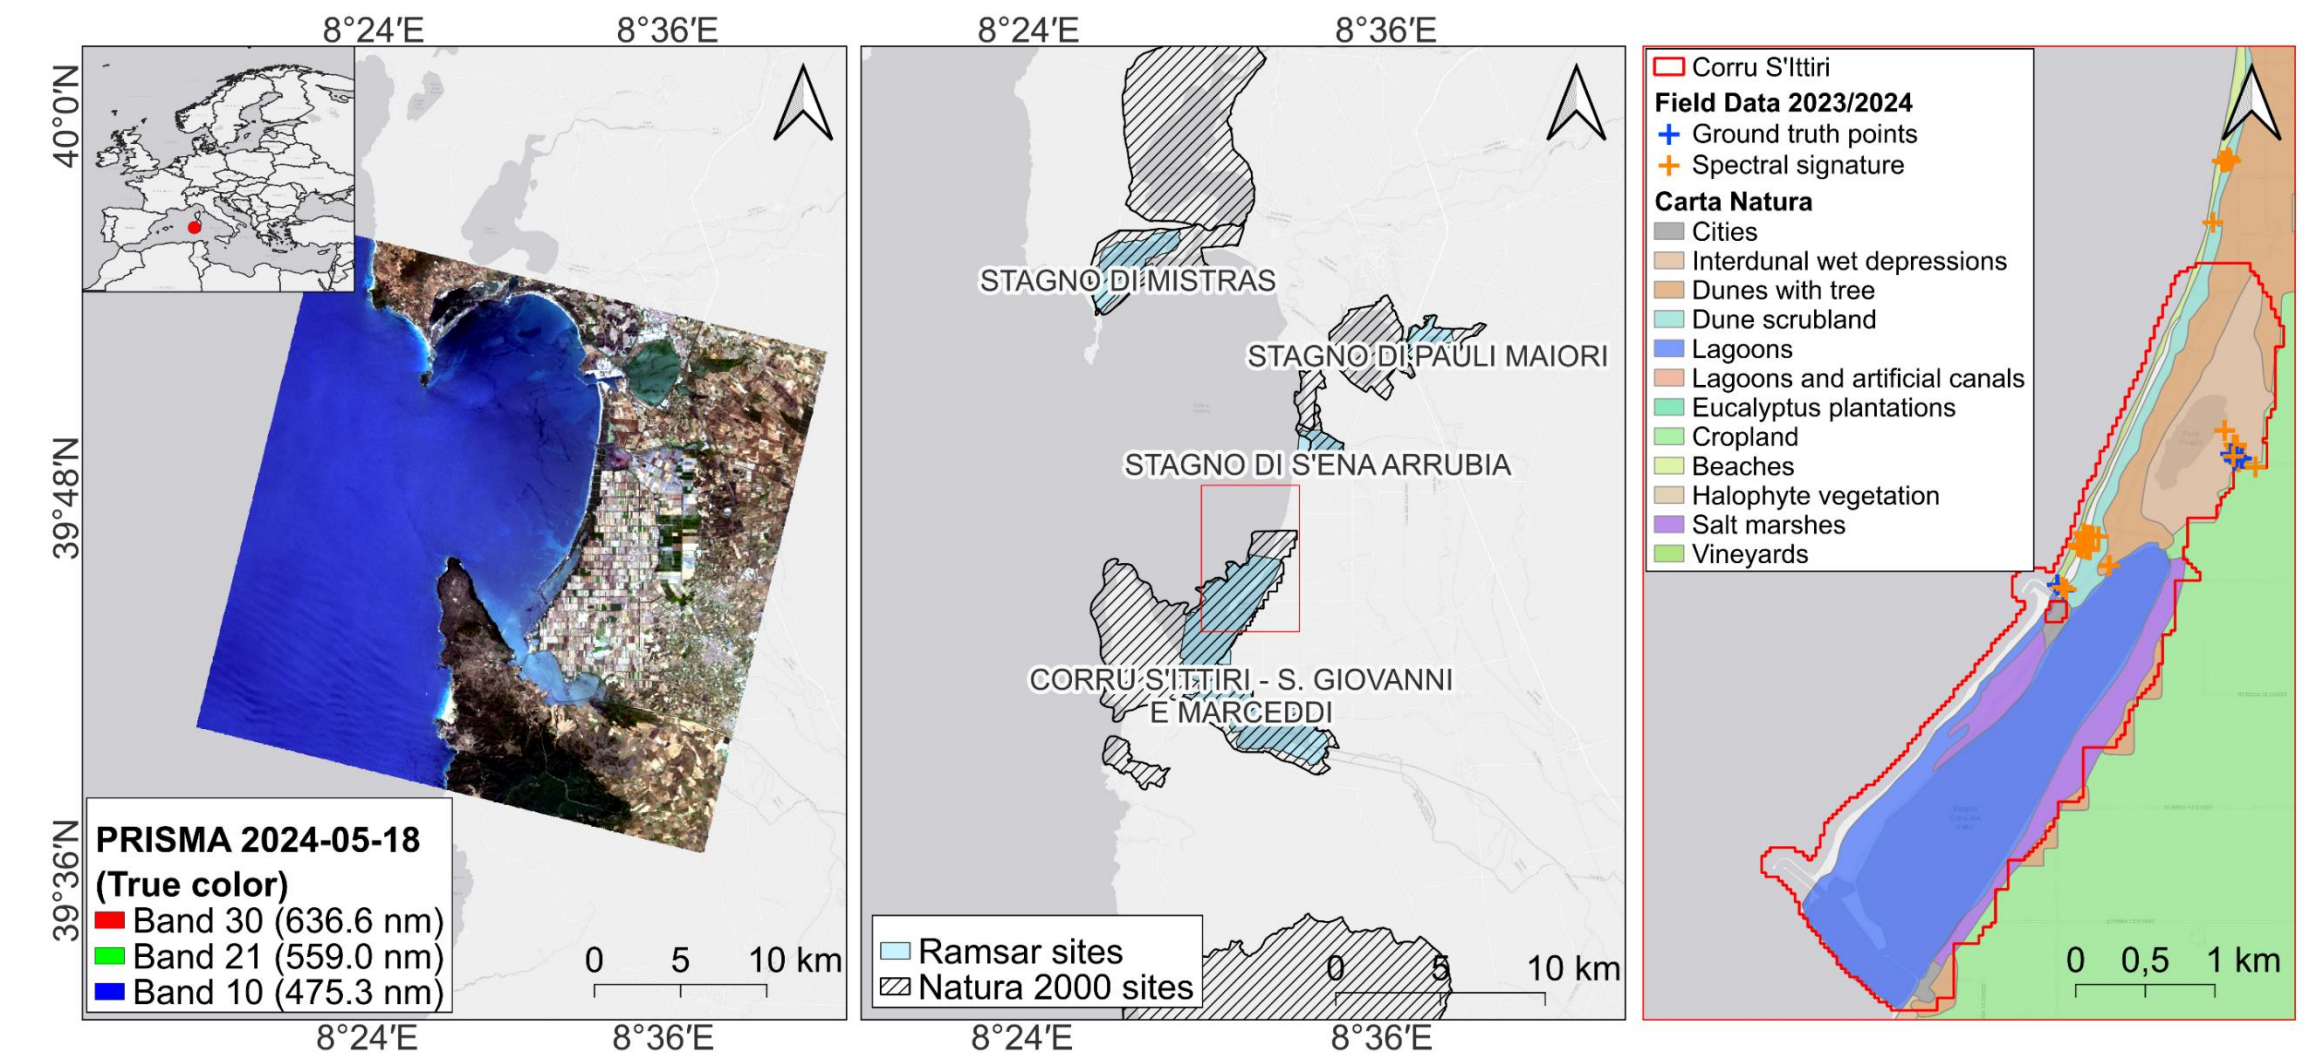 8°24'E
8°36'E
8°24'E
8°36'E
40°0'N
39°48'N
39°36'N
PRISMA 2024-05-18
(True color)
Band 30 (636.6 nm)
Band 21 (559.0 nm)
Band 10 (475.3 nm)
0 5 10 km
8°24'E
8°36'E
STAGNO DI MISTRAS
STAGNO DI PAULI MAIORI
STAGNO DI S'ENA ARRUBIA
CORRU S'ITTIRI - S. GIOVANNI
E MARCEDDI
Ramsar sites
Natura 2000 sites
0 5 10 km
8°24'E
8°36'E
Corru S'Ittiri
Field Data 2023/2024
Ground truth points
Spectral signature
Carta Natura
Cities
Interdunal wet depressions
Dunes with tree
Dune scrubland
Lagoons
Lagoons and artificial canals
Eucalyptus plantations
Cropland
Beaches
Halophyte vegetation
Salt marshes
Vineyards
0 0,5 1 km